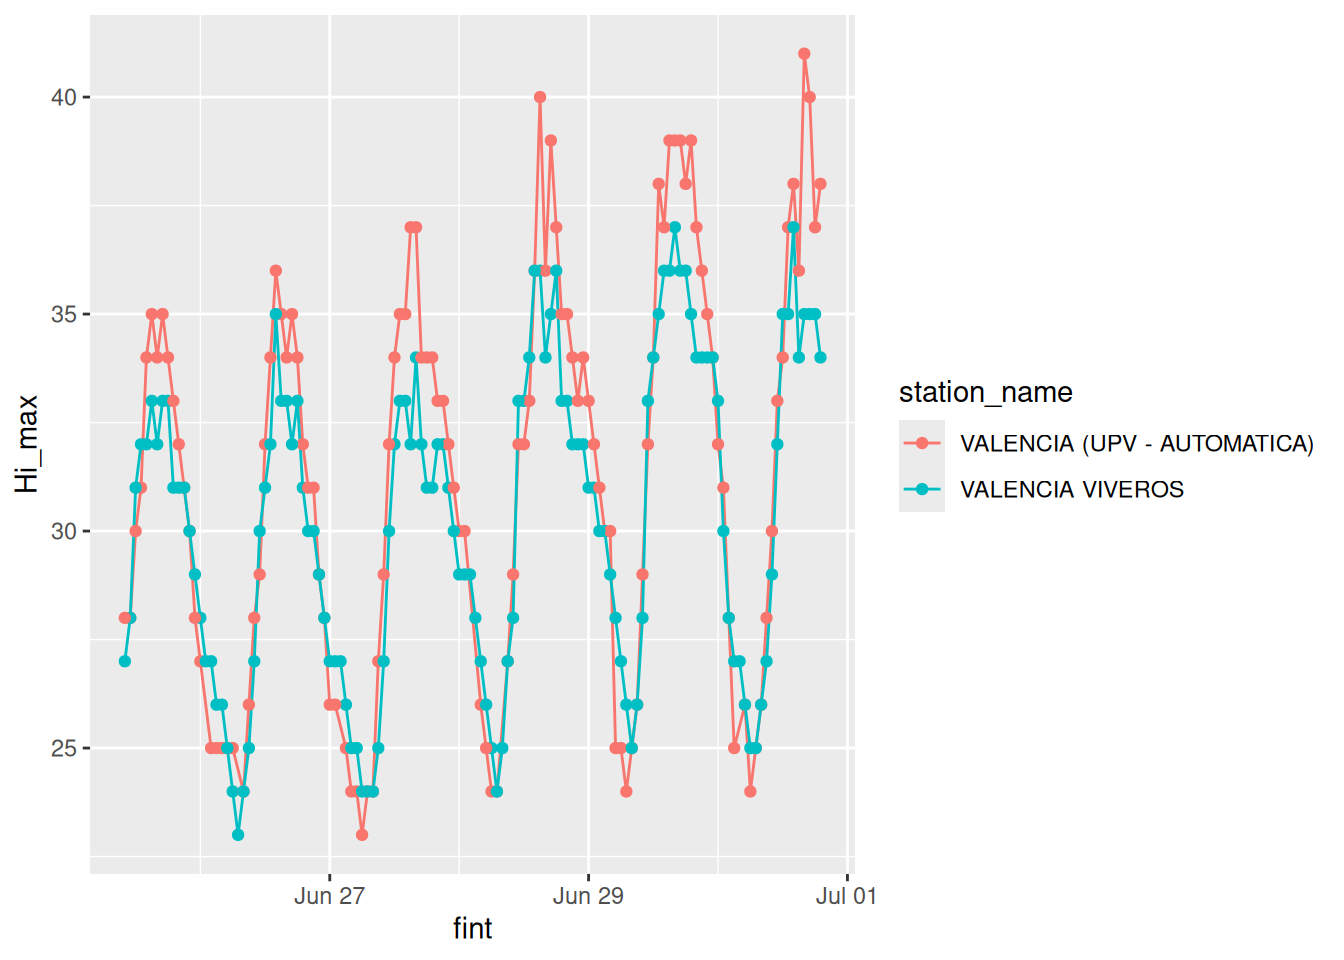 40
35
30
25
Hi_max
Jun 27
Jun 29
Jul 01
fint
station_name
VALENCIA (UPV - AUTOMATICA)
VALENCIA VIVEROS